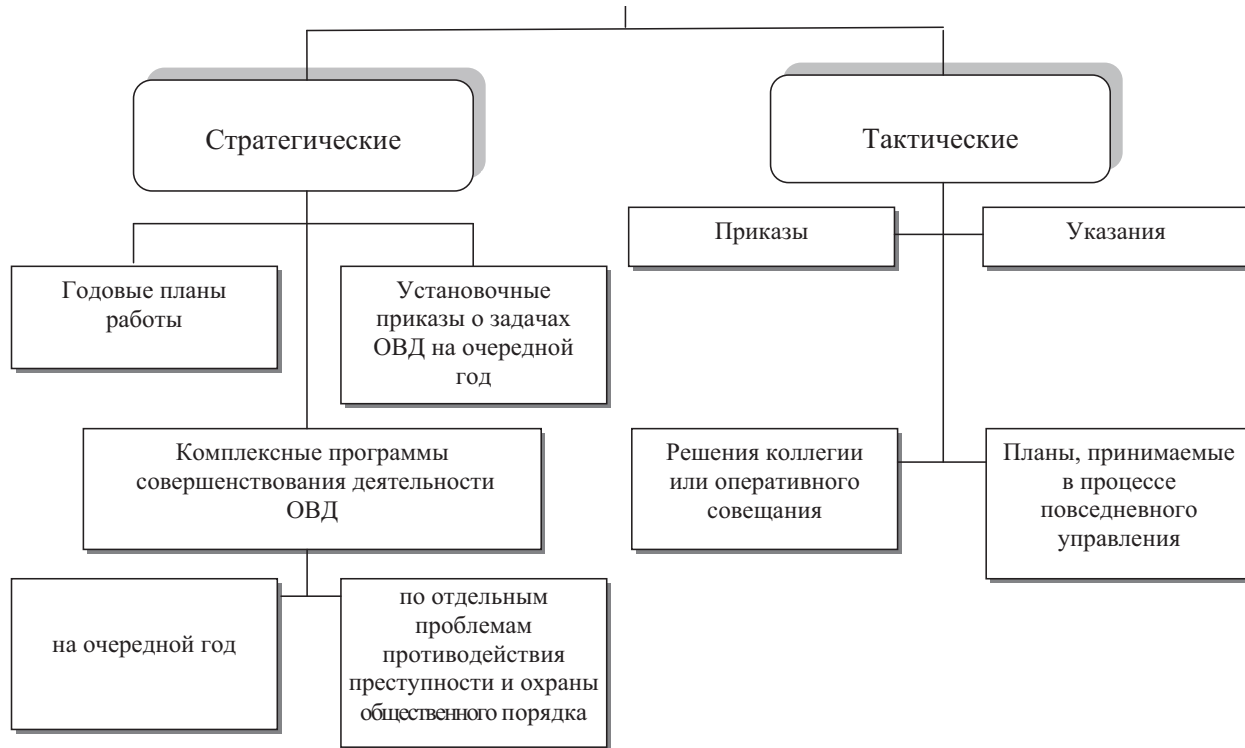 Стратегические
Тактические
Приказы
Указания
Годовые планы
работы
Установочные
приказы о задачах
ОВД на очередной
год
Комплексные программы
совершенствования деятельности
ОВД
Решения коллегии
или оперативного
совещания
Планы, принимаемые
в процессе
повседневного
управления
на очередной год
по отдельным
проблемам
противодействия
преступности и охраны
общественного порядка